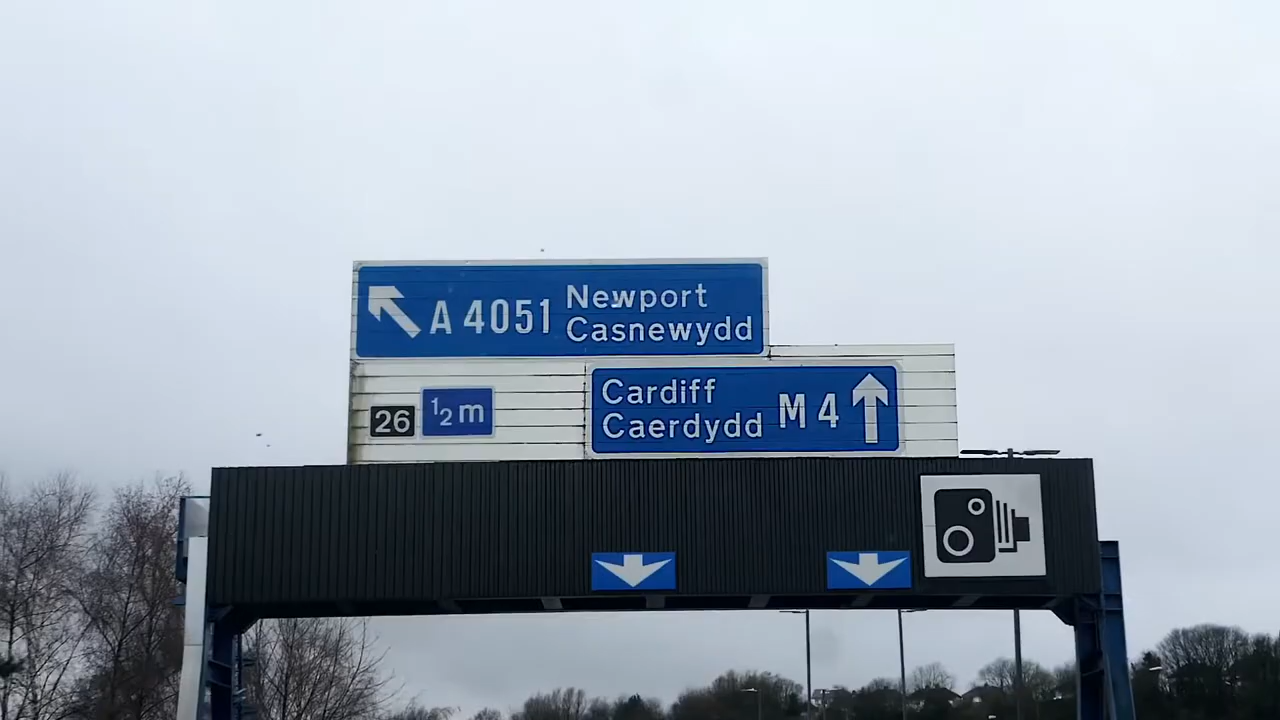 A 4051 Newport
Casnewydd
26 ½ m
Cardiff
Caerdydd M 4